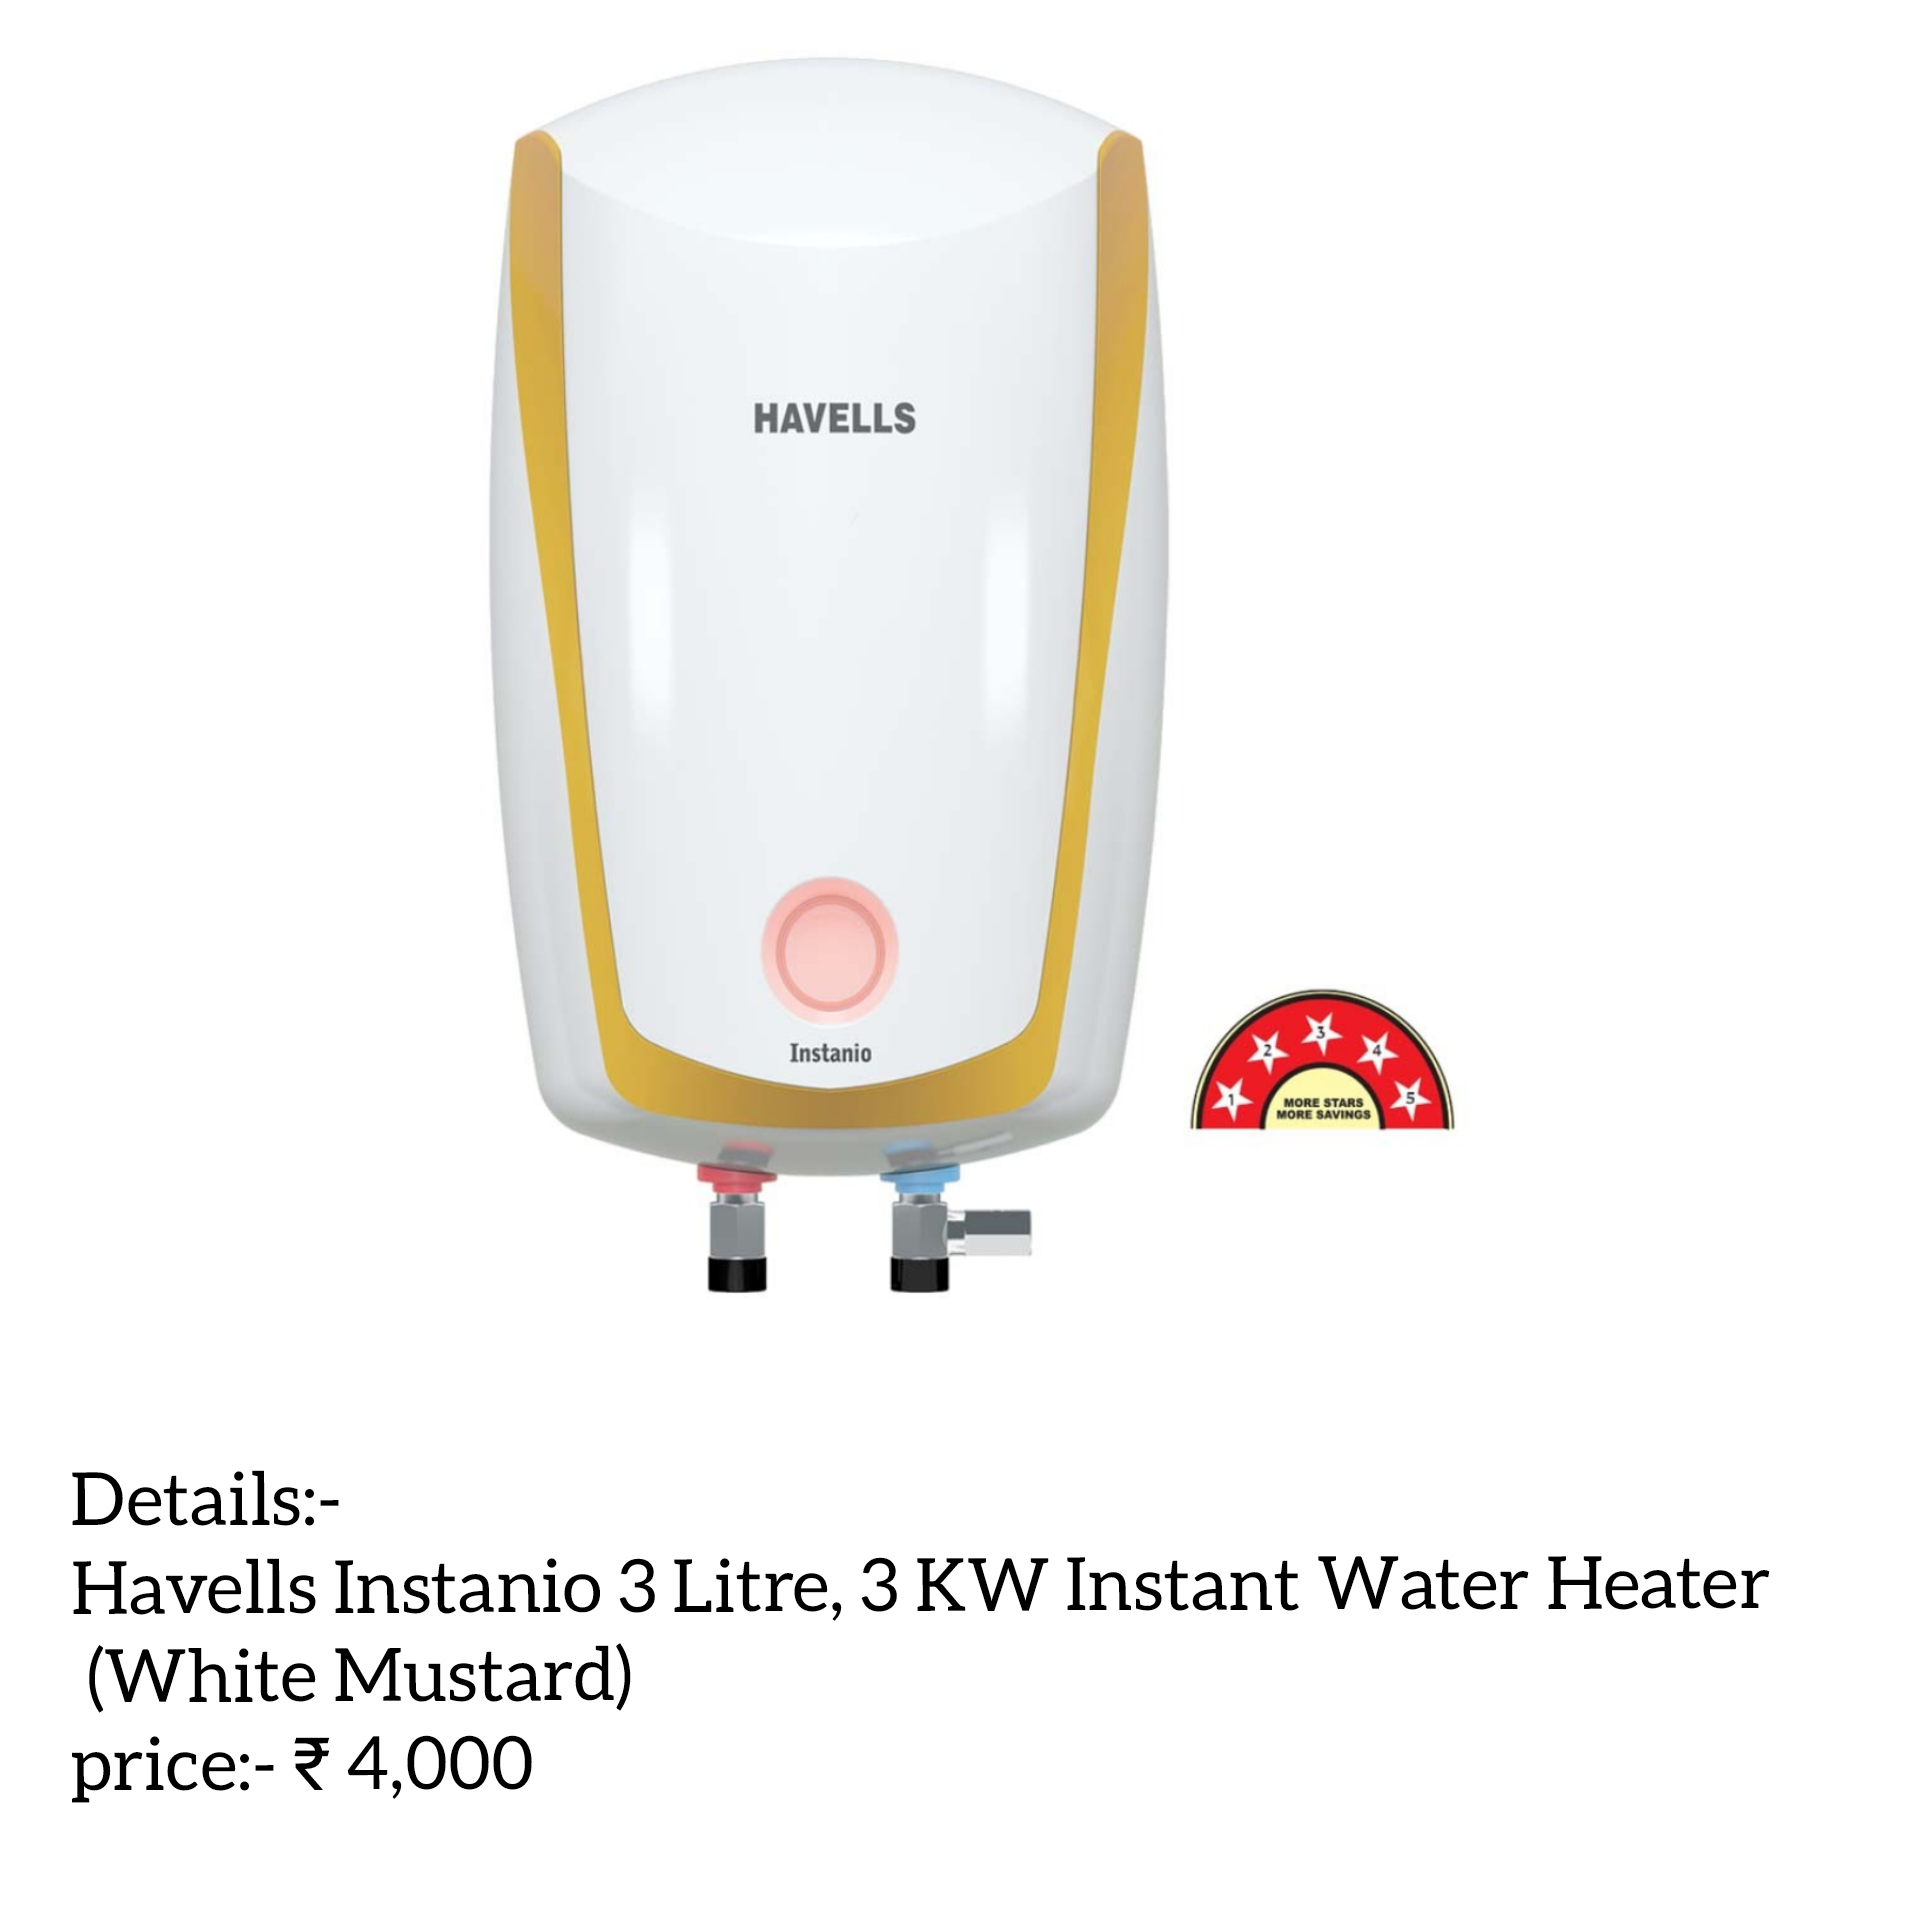 HAVELLS
Instanio
1
2
3
4
5
MORE STARS
MORE SAVINGS
Details:-
Havells Instanio 3 Litre, 3 KW Instant Water Heater
(White Mustard)
price:- ₹ 4,000